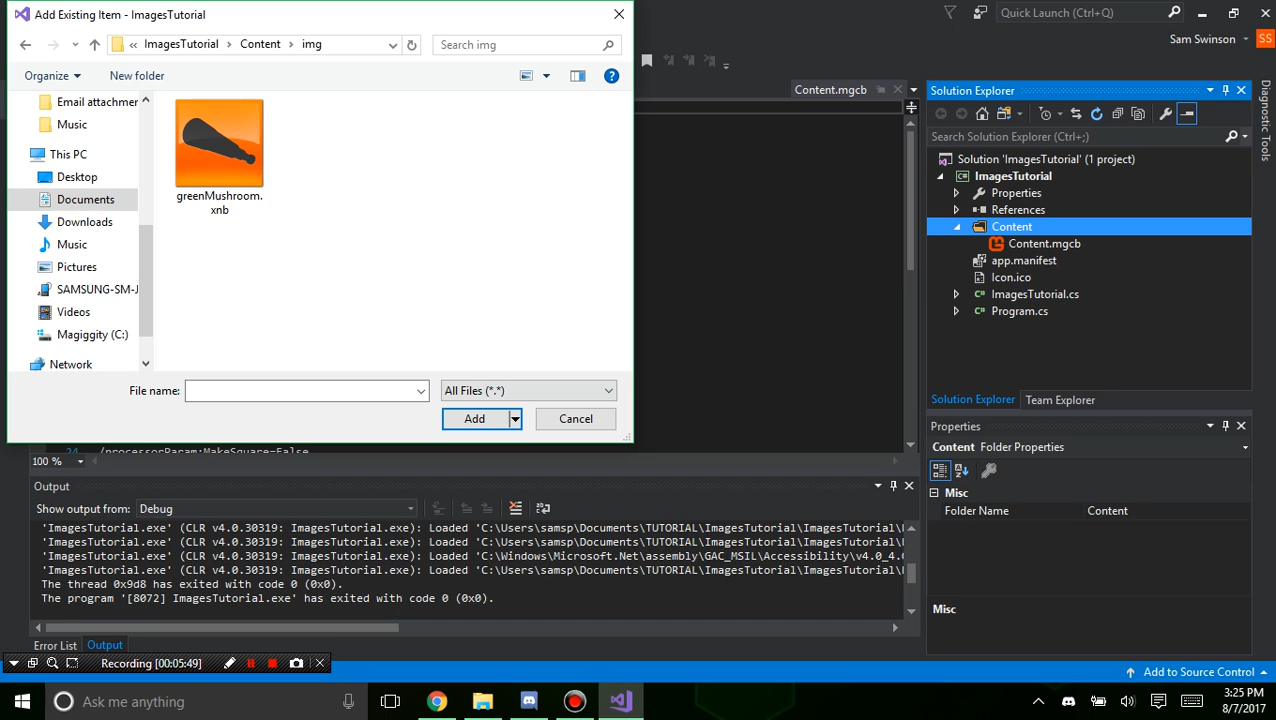 Add Existing Item - ImagesTutorial
Quick Launch (Ctrl+Q)
Sam Swinson
SS
ImagesTutorial
Content
img
Search img
Organize
New folder
Email attachmen
Music
This PC
Desktop
Documents
Downloads
Music
Pictures
SAMSUNG-SM-J
Videos
Magiggity (C:)
Network
greenMushroom.
xnb
File name:
All Files (*.*)
Add
Cancel
Content.mgcb
24 /processorParam:MakeSquare=False
100 %
Solution Explorer
Search Solution Explorer (Ctrl+;)
Solution 'ImagesTutorial' (1 project)
ImagesTutorial
Properties
References
Content
Content.mgcb
app.manifest
Icon.ico
ImagesTutorial.cs
Program.cs
Solution Explorer
Team Explorer
Diagnostic Tools
Properties
Content Folder Properties
Misc
Folder Name Content
Misc
Output
Show output from: Debug
'ImagesTutorial.exe' (CLR v4.0.30319: ImagesTutorial.exe): Loaded 'C:\Users\samsp\Documents\TUTORIAL\ImagesTutorial\ImagesTutorial\
'ImagesTutorial.exe' (CLR v4.0.30319: ImagesTutorial.exe): Loaded 'C:\Users\samsp\Documents\TUTORIAL\ImagesTutorial\ImagesTutorial\
'ImagesTutorial.exe' (CLR v4.0.30319: ImagesTutorial.exe): Loaded 'C:\Windows\Microsoft.Net\assembly\GAC_MSIL\Accessibility\v4.0_4.
'ImagesTutorial.exe' (CLR v4.0.30319: ImagesTutorial.exe): Loaded 'C:\Users\samsp\Documents\TUTORIAL\ImagesTutorial\ImagesTutorial\
The thread 0x9d8 has exited with code 0 (0x0).
The program '[8072] ImagesTutorial.exe' has exited with code 0 (0x0).
Error List
Output
Recording [00:05:49]
Add to Source Control
Ask me anything
3:25 PM
8/7/2017